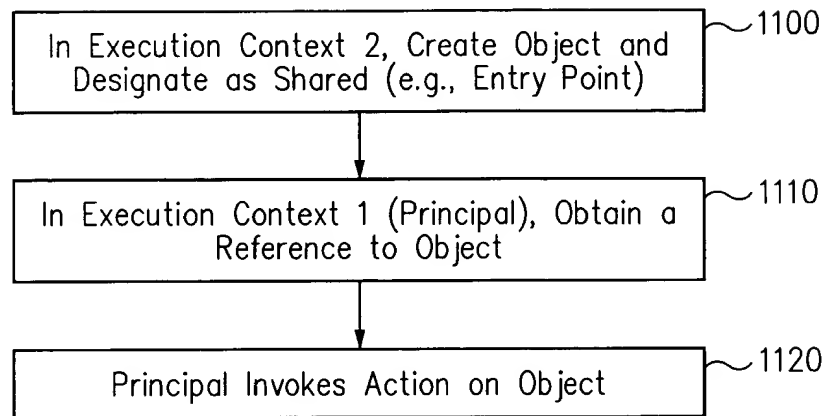 In Execution Context 2, Create Object and
Designate as Shared (e.g., Entry Point)
1100
In Execution Context 1 (Principal), Obtain a
Reference to Object
1110
Principal Invokes Action on Object
1120